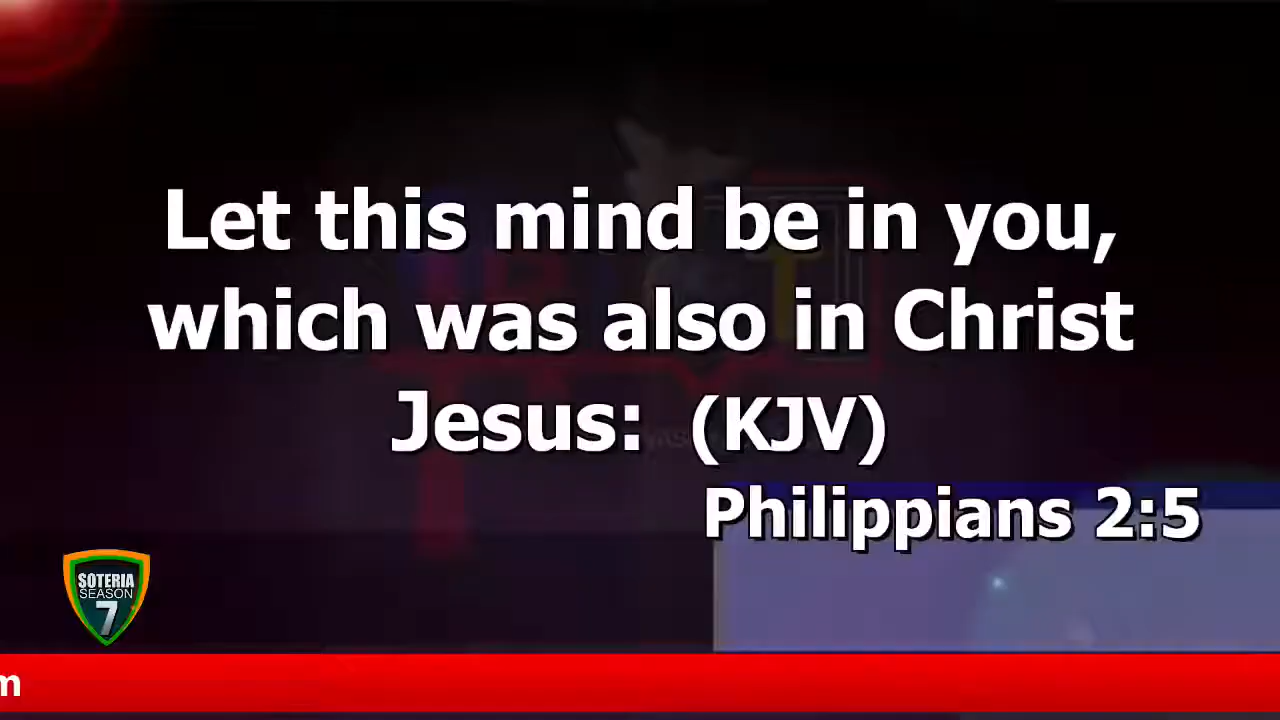 Let this mind be in you,
which was also in Christ
Jesus: (KJV)
Philippians 2:5
SOTERIA
SEASON
7
m